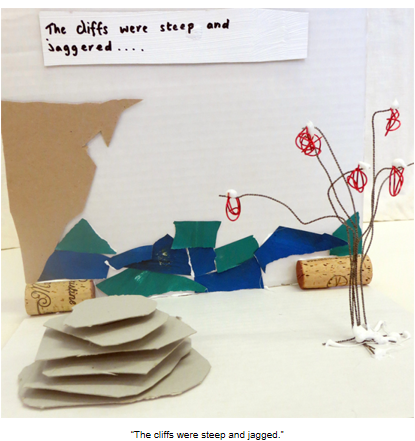 The cliffs were steep and
jaggered....
"The cliffs were steep and jagged."